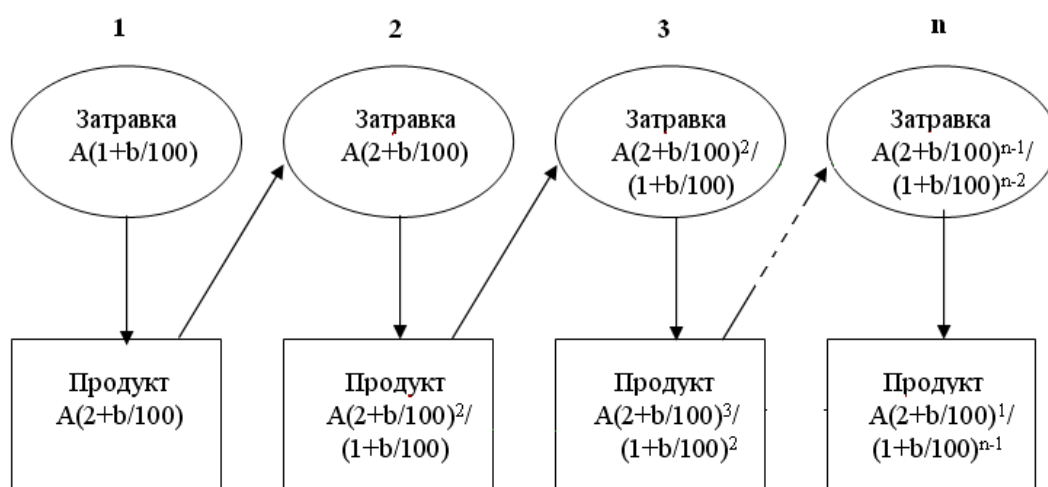 1 2 3 n
Затравка
A(1+b/100)
Затравка
A(2+b/100)
Затравка
A(2+b/100)²/
(1+b/100)
Затравка
A(2+b/100)ⁿ⁻¹/
(1+b/100)ⁿ⁻²
Продукт
A(2+b/100)
Продукт
A(2+b/100)²/
(1+b/100)
Продукт
A(2+b/100)³/
(1+b/100)²
Продукт
A(2+b/100)¹/
(1+b/100)ⁿ⁻¹